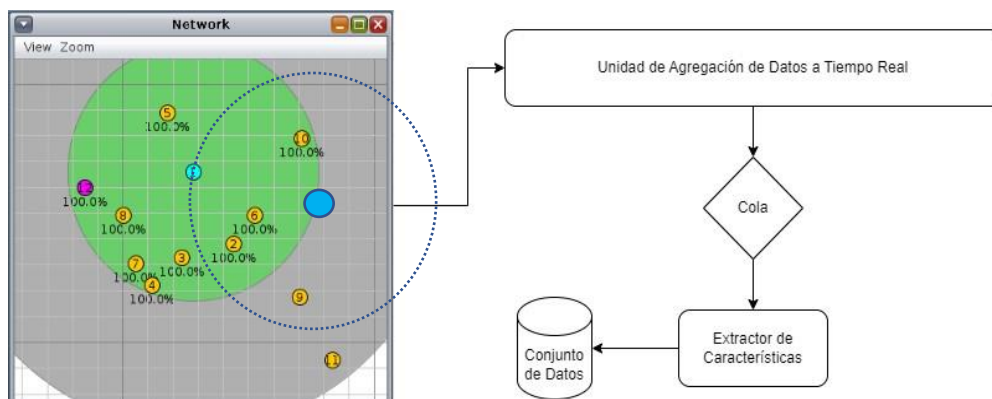 Network
View Zoom
5
100.0%
10
100.0%
1
12
100.0%
8
100.0%
6
100.0%
2
100.0%
3
100.0%
7
100.0%
4
100.0%
9
11
Unidad de Agregación de Datos a Tiempo Real
Cola
Extractor de
Características
Conjunto
de Datos